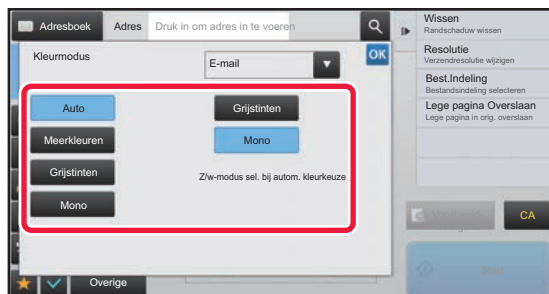 Adresboek
Adres
Druk in om adres in te voeren
Kleurmodus
E-mail
OK
Auto
Grijstinten
Meerkleuren
Mono
Grijstinten
Z/w-modus sel. bij autom. kleurkeuze
Mono
Overige
Wissen
Randschaduw wissen
Resolutie
Verzendresolutie wijzigen
Best.Indeling
Bestandsindeling selecteren
Lege pagina Overslaan
Lege pagina in orig. overslaan
CA
Start